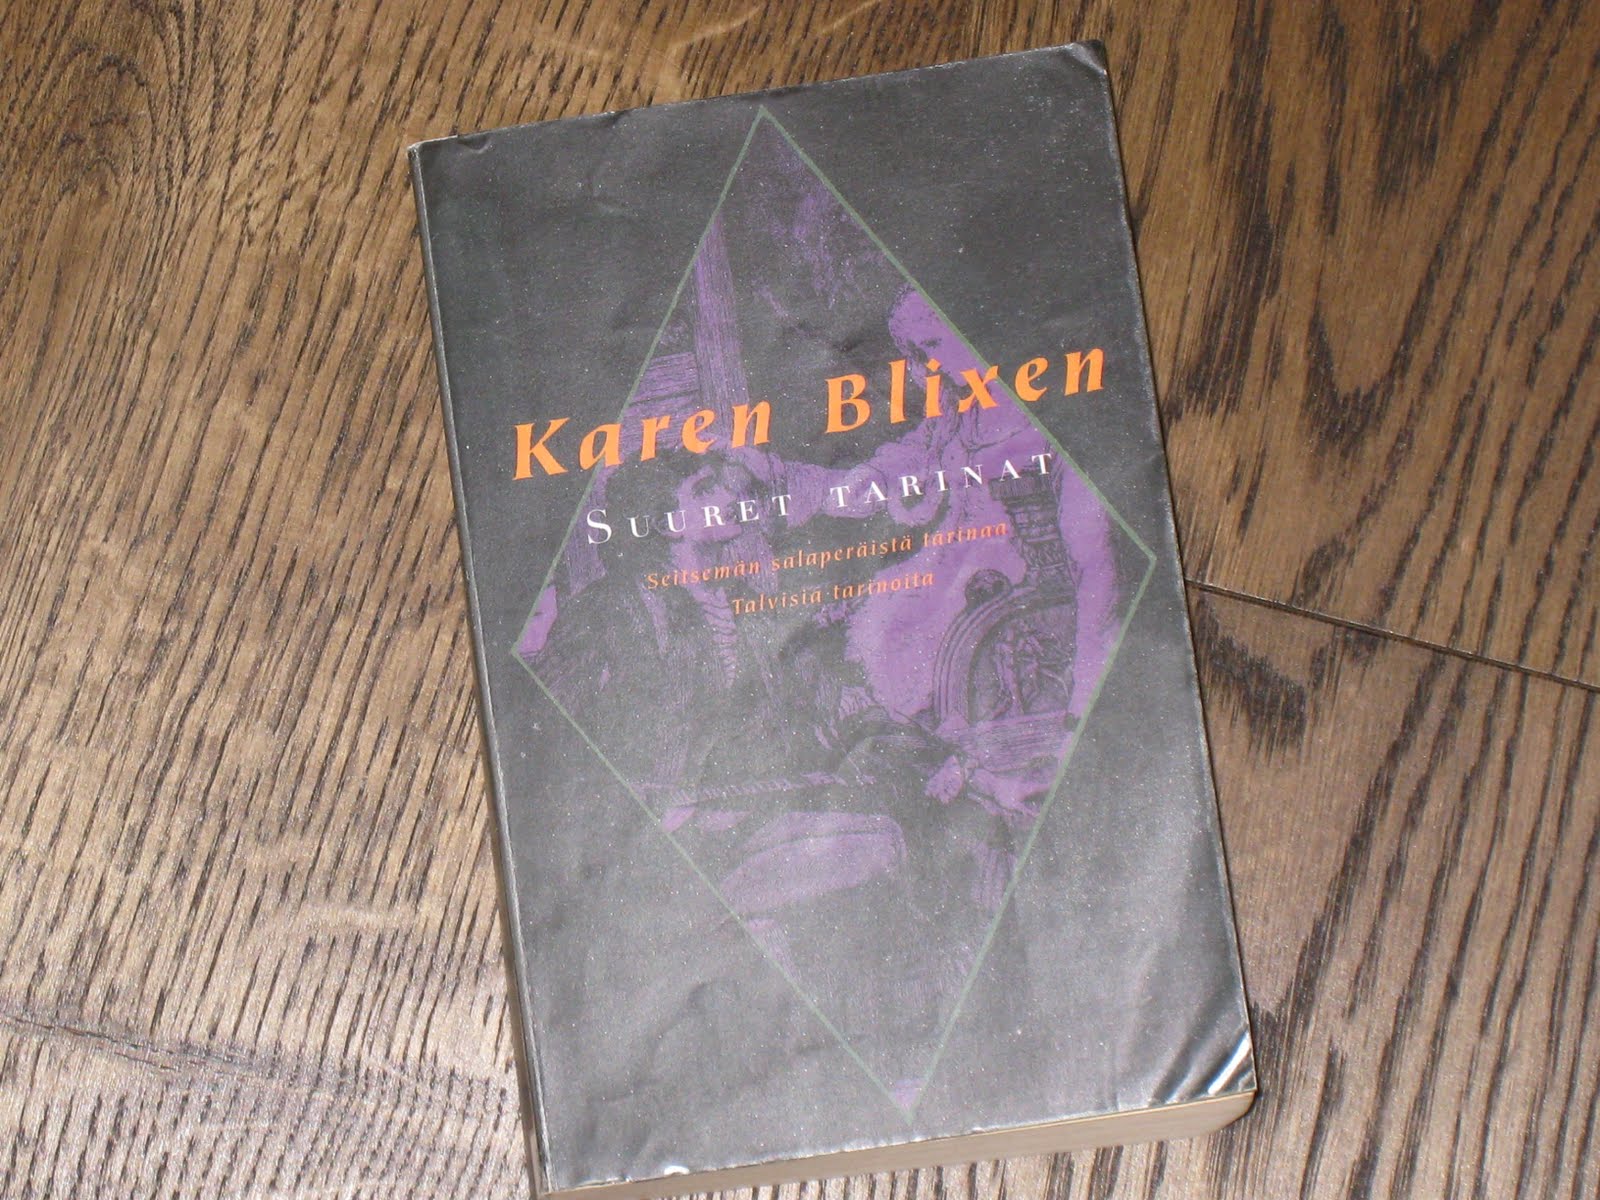 Karen Blixen
SUURET TARINAT
Seitsemän salaperäistä tarinaa
Talvisia tarinoita